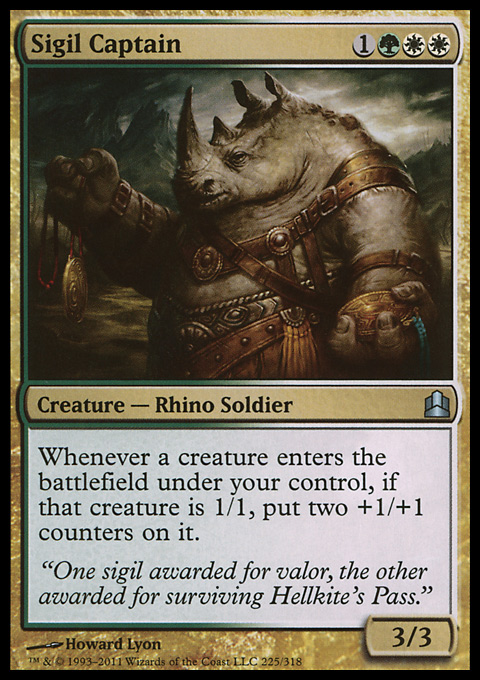 Sigil Captain 1
Creature — Rhino Soldier
Whenever a creature enters the
battlefield under your control, if
that creature is 1/1, put two +1/+1
counters on it.
“One sigil awarded for valor, the other
awarded for surviving Hellkite’s Pass.”
Howard Lyon
3/3
™ & © 1993–2011 Wizards of the Coast LLC 225/318